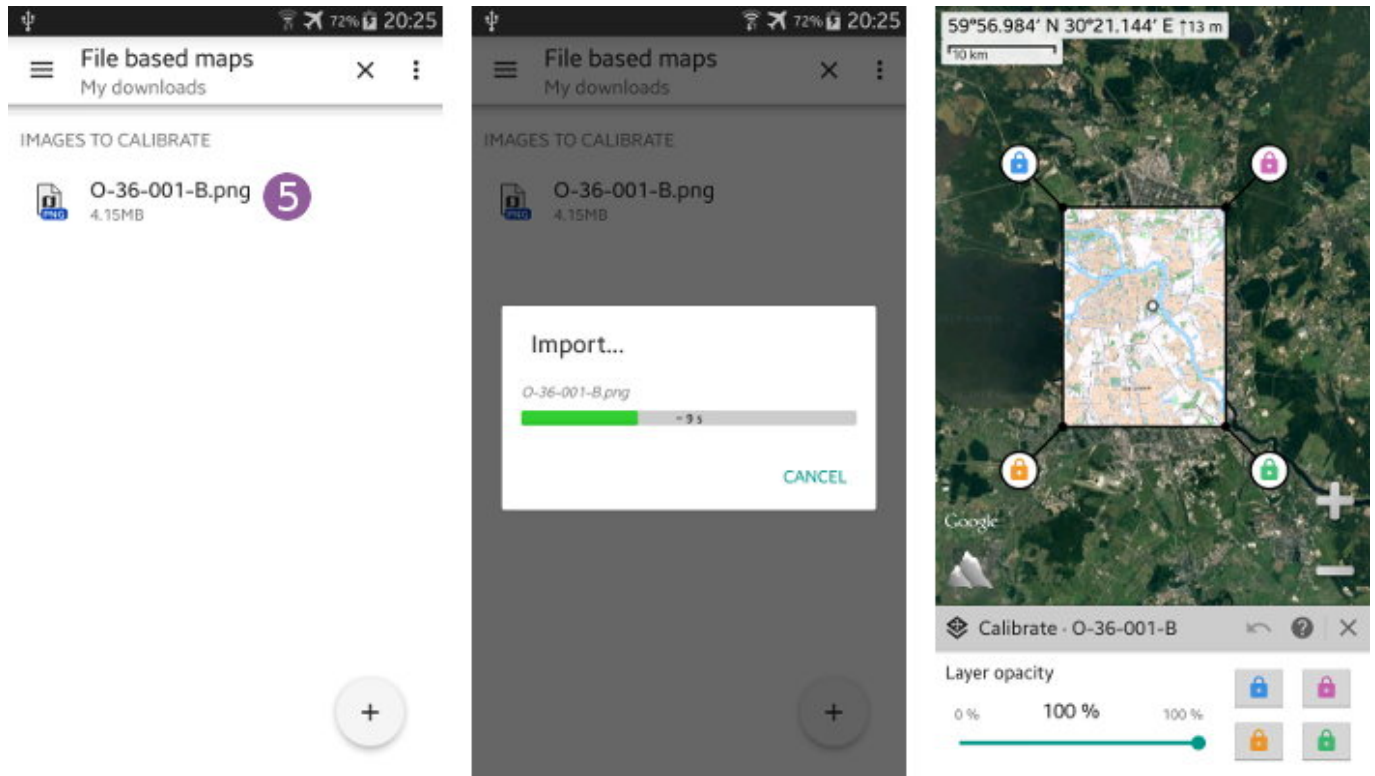 72% 20:25
File based maps
My downloads
IMAGES TO CALIBRATE
O-36-001-B.png
PNG
4.15MB
5
72% 20:25
File based maps
My downloads
IMAGES TO CALIBRATE
O-36-001-B.png
PNG
4.15MB
Import...
O-36-001-B.png
~ 9 s
CANCEL
59°56.984′ N 30°21.144′ E ↑13 m
10 km
Google
Calibrate · O-36-001-B
Layer opacity
0 %
100 %
100 %